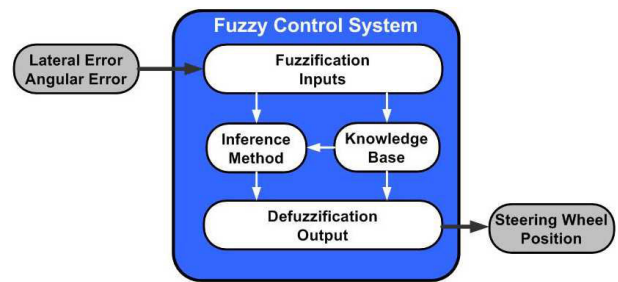 Fuzzy Control System
Lateral Error
Angular Error
Fuzzification
Inputs
Inference
Method
Knowledge
Base
Defuzzification
Output
Steering Wheel
Position